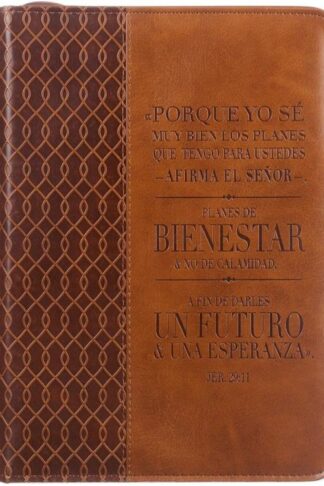 «PORQUE YO SÉ
MUY BIEN LOS PLANES
QUE TENGO PARA USTEDES
—AFIRMA EL SEÑOR—,
PLANES DE
BIENESTAR
& NO DE CALAMIDAD,
A FIN DE DARLES
UN FUTURO
& UNA ESPERANZA».
JER. 29:11